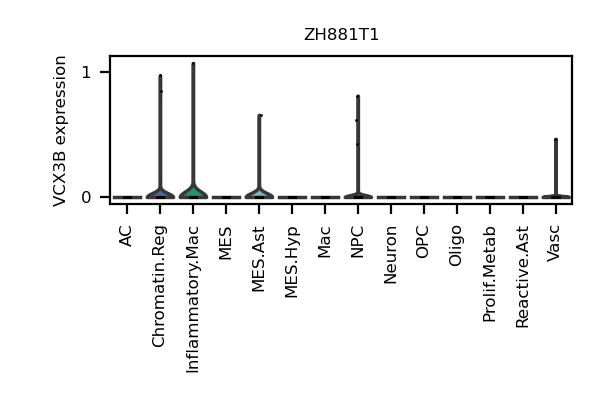 ZH881T1
VCX3B expression
1
0
AC
Chromatin.Reg
Inflammatory.Mac
MES
MES.Ast
MES.Hyp
Mac
NPC
Neuron
OPC
Oligo
Prolif.Metab
Reactive.Ast
Vasc